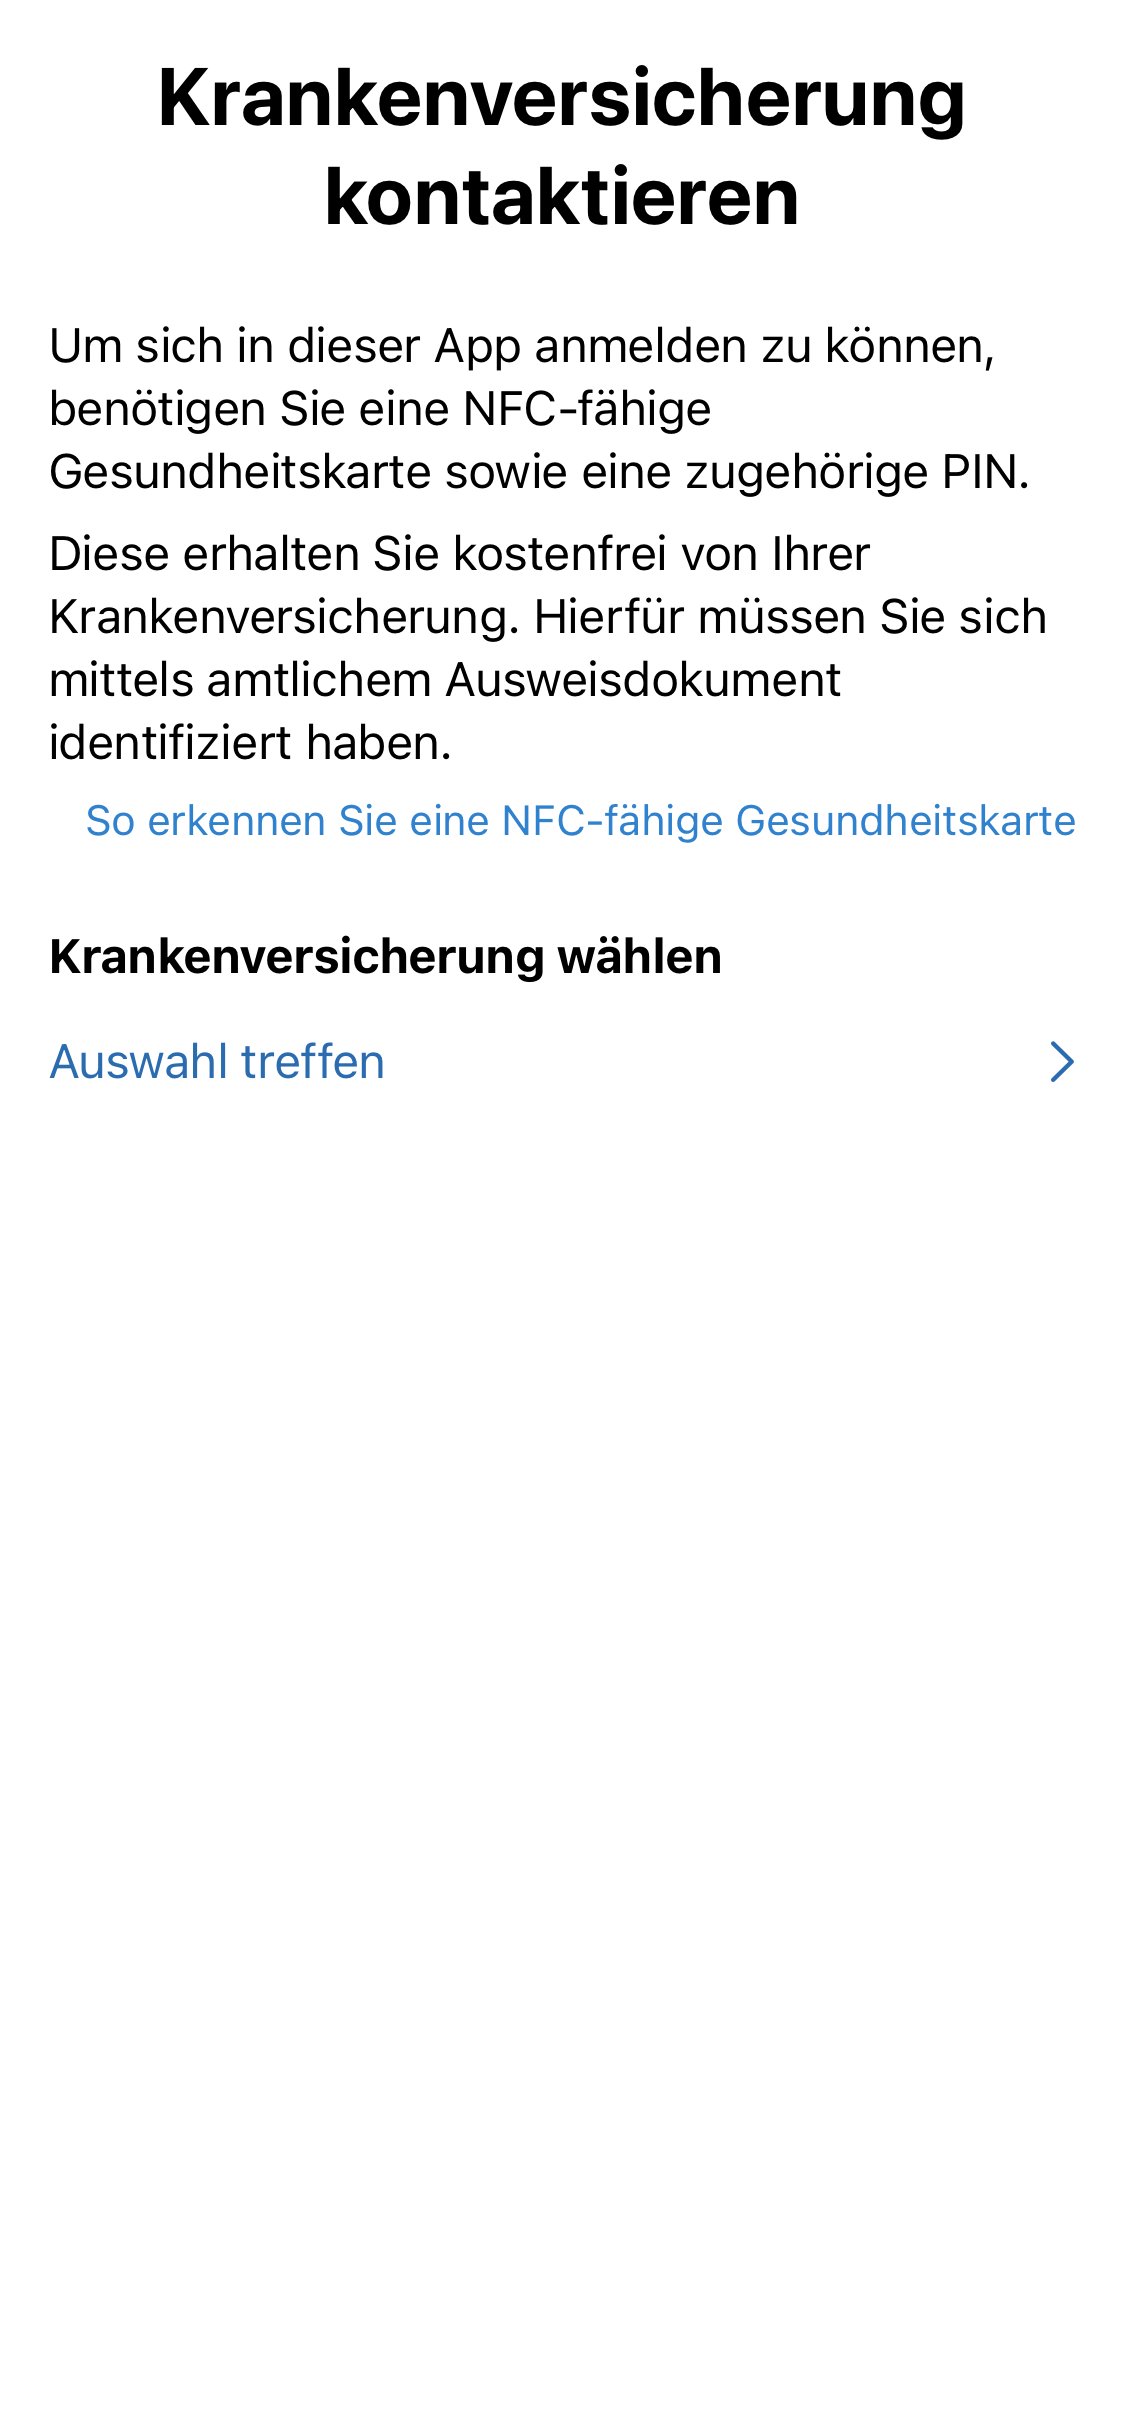 Krankenversicherung
kontaktieren
Um sich in dieser App anmelden zu können,
benötigen Sie eine NFC-fähige
Gesundheitskarte sowie eine zugehörige PIN.
Diese erhalten Sie kostenfrei von Ihrer
Krankenversicherung. Hierfür müssen Sie sich
mittels amtlichem Ausweisdokument
identifiziert haben.
So erkennen Sie eine NFC-fähige Gesundheitskarte
Krankenversicherung wählen
Auswahl treffen